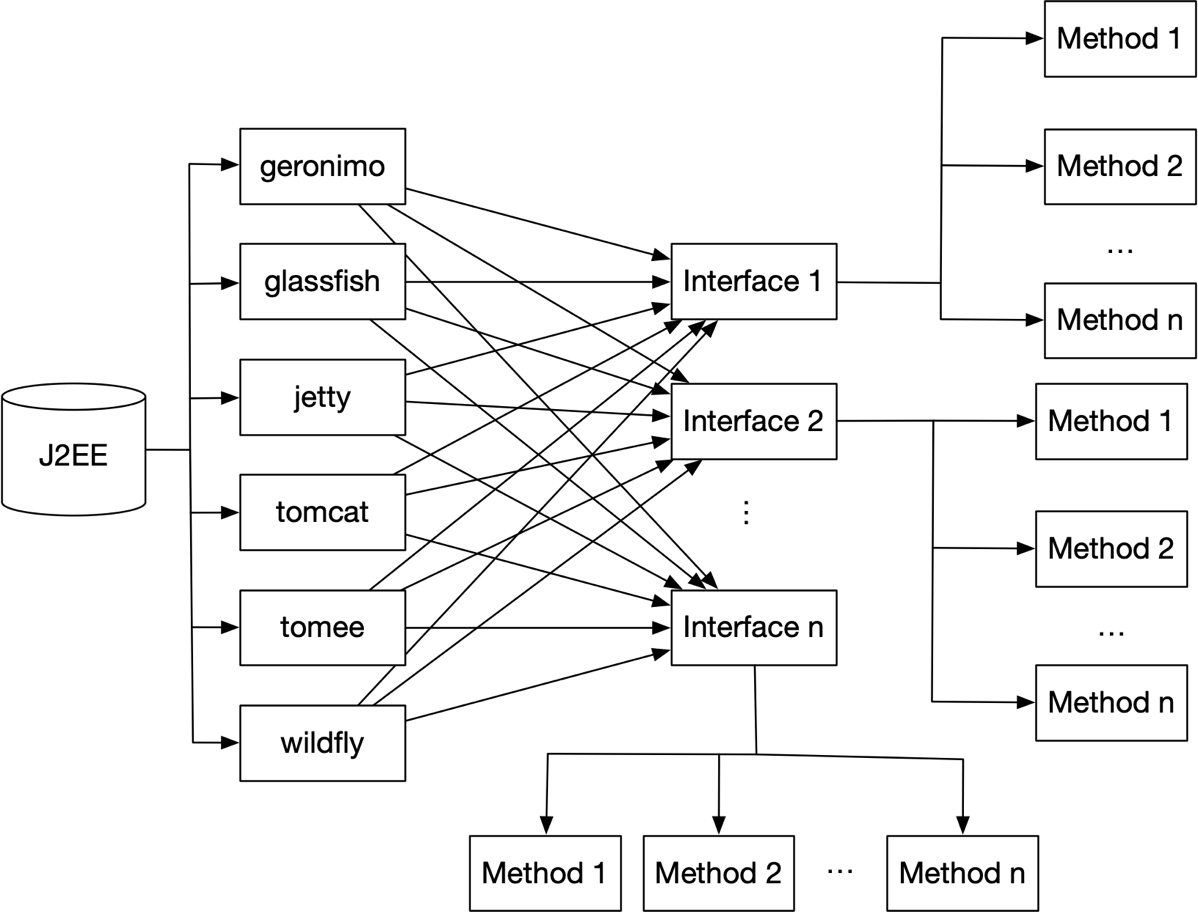 J2EE
geronimo
glassfish
jetty
tomcat
tomee
wildfly
Interface 1
Interface 2
⋮
Interface n
Method 1
Method 2
...
Method n
Method 1
Method 2
...
Method n
Method 1
Method 2
...
Method n